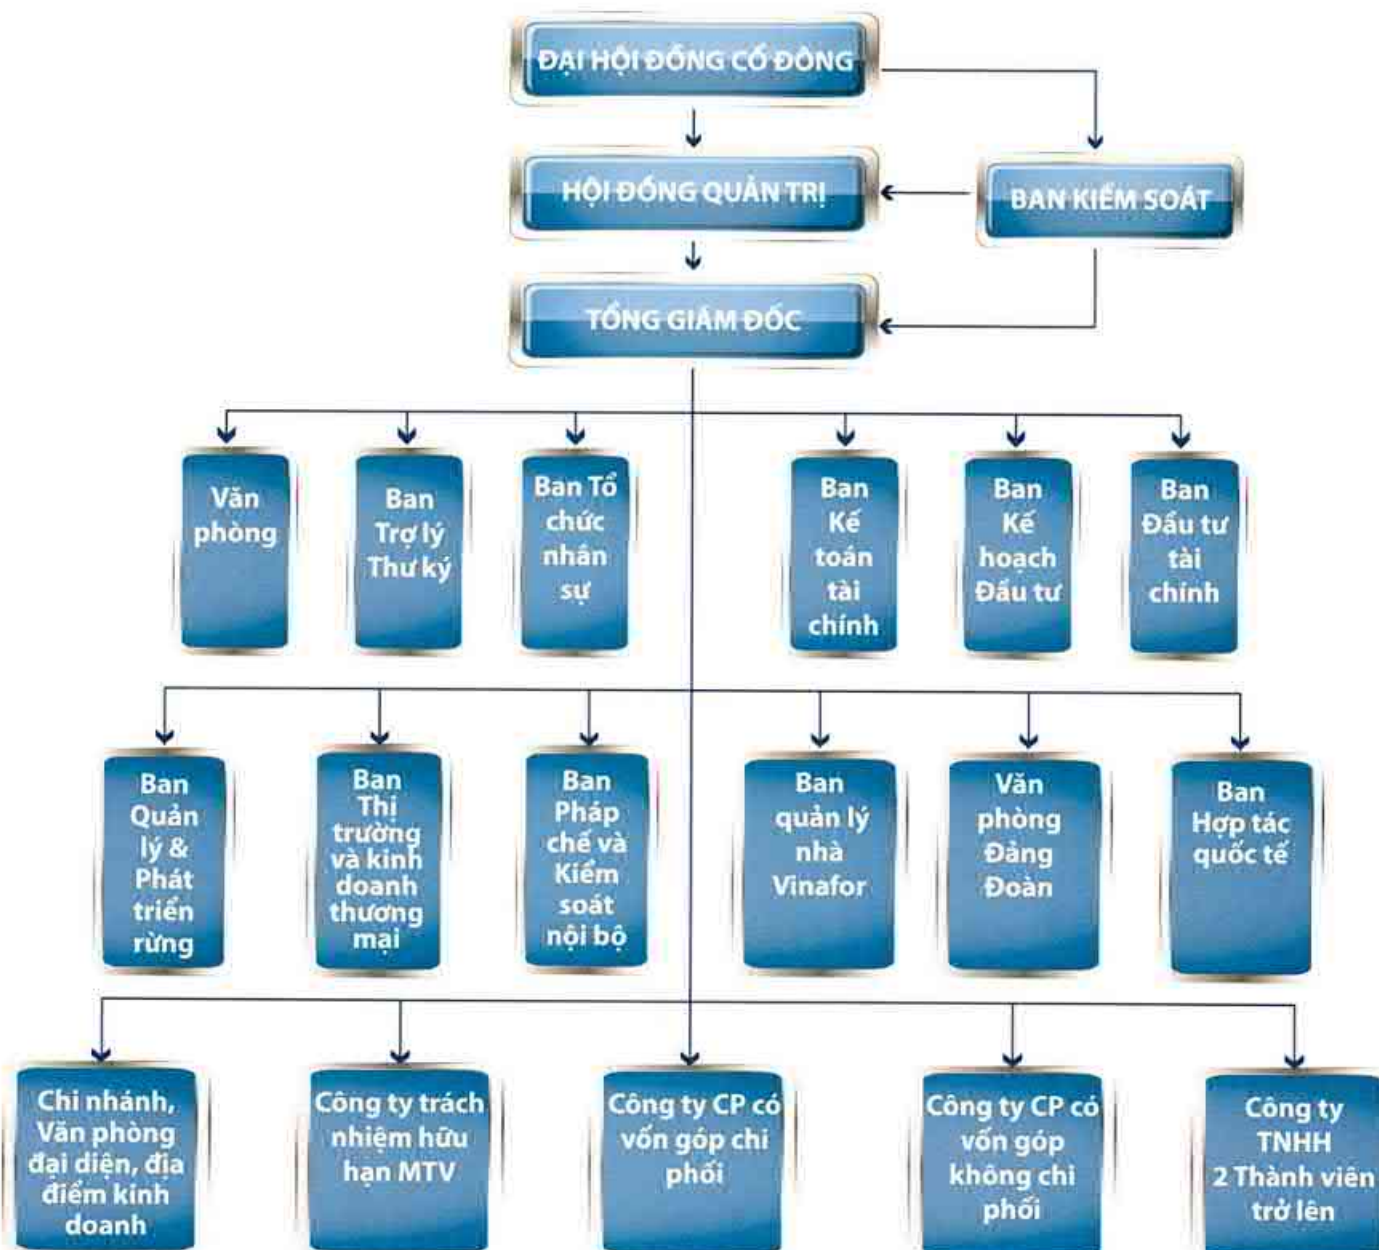 ĐẠI HỘI ĐỒNG CỔ ĐÔNG
HỘI ĐỒNG QUẢN TRỊ
BAN KIỂM SOÁT
TỔNG GIÁM ĐỐC
Văn
phòng
Ban
Trợ lý
Thư ký
Ban Tổ
chức
nhân
sự
Ban
Kế
toán
tài
chính
Ban
Kế
hoạch
Đầu tư
Ban
Đầu tư
tài
chính
Ban
Quản
lý &
Phát
triển
rừng
Ban
Thị
trường
và kinh
doanh
thương
mại
Ban
Pháp
chế và
Kiểm
soát
nội bộ
Ban
quản lý
nhà
Vinafor
Văn
phòng
Đảng
Đoàn
Ban
Hợp tác
quốc tế
Chi nhánh,
Văn phòng
đại diện, địa
điểm kinh
doanh
Công ty trách
nhiệm hữu
hạn MTV
Công ty CP có
vốn góp chi
phối
Công ty CP có
vốn góp
không chi
phối
Công ty
TNHH
2 Thành viên
trở lên